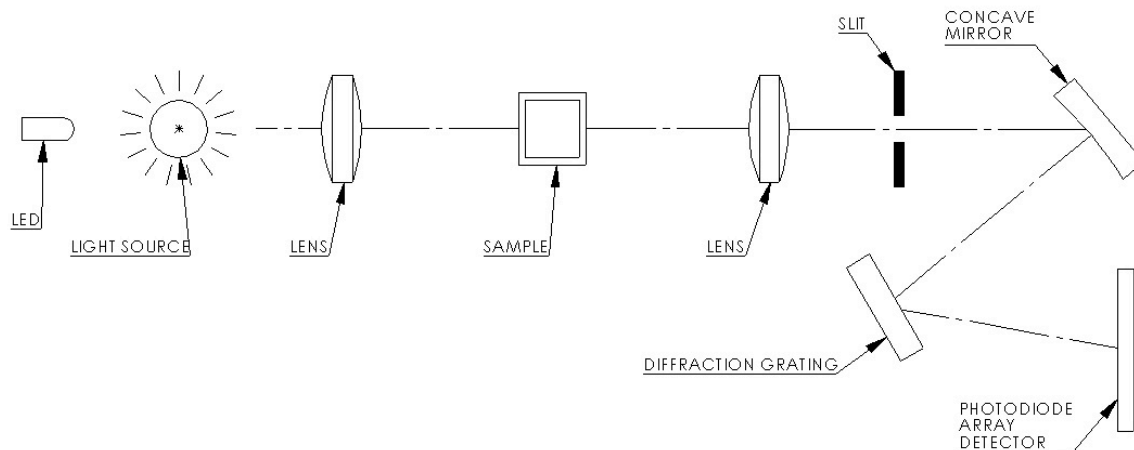 SLIT
CONCAVE
MIRROR
LED
LIGHT SOURCE
LENS
SAMPLE
LENS
DIFFRACTION GRATING
PHOTODIODE
ARRAY
DETECTOR